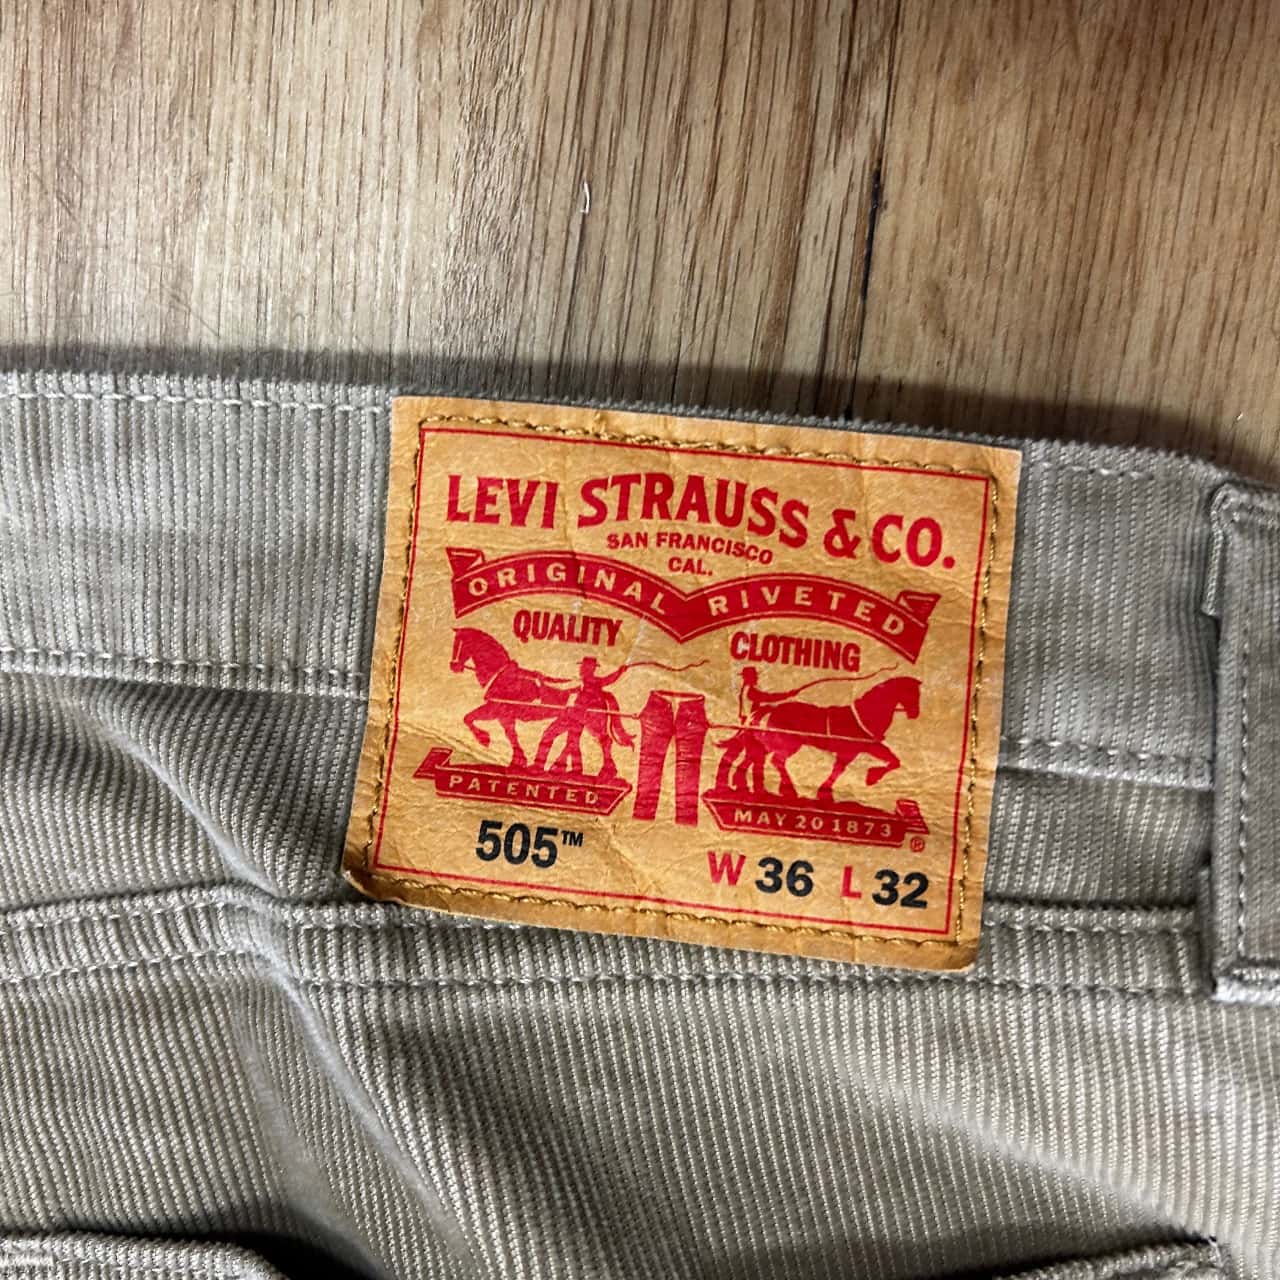 LEVI STRAUSS & CO.
SAN FRANCISCO
CAL.
ORIGINAL RIVETED
QUALITY CLOTHING
PATENTED MAY 20 1873 ®
505™ W 36 L 32